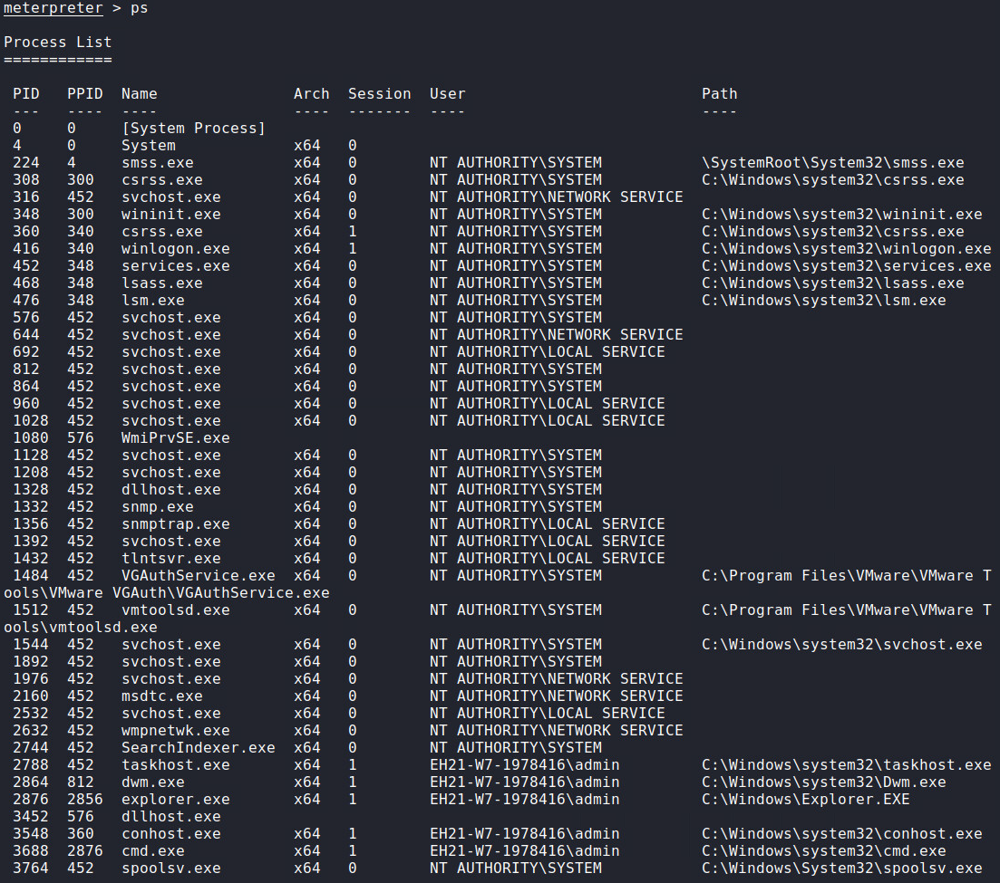 meterpreter > ps
Process List
============
PID PPID Name Arch Session User Path
--- ---- ---- ---- ------- ---- ----
0 0 [System Process]
4 0 System x64 0
224 4 smss.exe x64 0 NT AUTHORITY\SYSTEM \SystemRoot\System32\smss.exe
308 300 csrss.exe x64 0 NT AUTHORITY\SYSTEM C:\Windows\system32\csrss.exe
316 452 svchost.exe x64 0 NT AUTHORITY\NETWORK SERVICE
348 300 wininit.exe x64 0 NT AUTHORITY\SYSTEM C:\Windows\system32\wininit.exe
360 340 csrss.exe x64 1 NT AUTHORITY\SYSTEM C:\Windows\system32\csrss.exe
416 340 winlogon.exe x64 1 NT AUTHORITY\SYSTEM C:\Windows\system32\winlogon.exe
452 348 services.exe x64 0 NT AUTHORITY\SYSTEM C:\Windows\system32\services.exe
468 348 lsass.exe x64 0 NT AUTHORITY\SYSTEM C:\Windows\system32\lsass.exe
476 348 lsm.exe x64 0 NT AUTHORITY\SYSTEM C:\Windows\system32\lsm.exe
576 452 svchost.exe x64 0 NT AUTHORITY\SYSTEM
644 452 svchost.exe x64 0 NT AUTHORITY\NETWORK SERVICE
692 452 svchost.exe x64 0 NT AUTHORITY\LOCAL SERVICE
812 452 svchost.exe x64 0 NT AUTHORITY\SYSTEM
864 452 svchost.exe x64 0 NT AUTHORITY\SYSTEM
960 452 svchost.exe x64 0 NT AUTHORITY\LOCAL SERVICE
1028 452 svchost.exe x64 0 NT AUTHORITY\LOCAL SERVICE
1080 576 WmiPrvSE.exe
1128 452 svchost.exe x64 0 NT AUTHORITY\SYSTEM
1208 452 svchost.exe x64 0 NT AUTHORITY\SYSTEM
1328 452 dllhost.exe x64 0 NT AUTHORITY\SYSTEM
1332 452 snmp.exe x64 0 NT AUTHORITY\SYSTEM
1356 452 snmptrap.exe x64 0 NT AUTHORITY\LOCAL SERVICE
1392 452 svchost.exe x64 0 NT AUTHORITY\LOCAL SERVICE
1432 452 tlntsvr.exe x64 0 NT AUTHORITY\LOCAL SERVICE
1484 452 VGAuthService.exe x64 0 NT AUTHORITY\SYSTEM C:\Program Files\VMware\VMware T
ools\VMware VGAuth\VGAuthService.exe
1512 452 vmtoolsd.exe x64 0 NT AUTHORITY\SYSTEM C:\Program Files\VMware\VMware T
ools\vmtoolsd.exe
1544 452 svchost.exe x64 0 NT AUTHORITY\SYSTEM C:\Windows\system32\svchost.exe
1892 452 svchost.exe x64 0 NT AUTHORITY\SYSTEM
1976 452 svchost.exe x64 0 NT AUTHORITY\NETWORK SERVICE
2160 452 msdtc.exe x64 0 NT AUTHORITY\NETWORK SERVICE
2532 452 svchost.exe x64 0 NT AUTHORITY\LOCAL SERVICE
2632 452 wmpnetwk.exe x64 0 NT AUTHORITY\NETWORK SERVICE
2744 452 SearchIndexer.exe x64 0 NT AUTHORITY\SYSTEM
2788 452 taskhost.exe x64 1 EH21-W7-1978416\admin C:\Windows\system32\taskhost.exe
2864 812 dwm.exe x64 1 EH21-W7-1978416\admin C:\Windows\system32\Dwm.exe
2876 2856 explorer.exe x64 1 EH21-W7-1978416\admin C:\Windows\Explorer.EXE
3452 576 dllhost.exe
3548 360 conhost.exe x64 1 EH21-W7-1978416\admin C:\Windows\system32\conhost.exe
3688 2876 cmd.exe x64 1 EH21-W7-1978416\admin C:\Windows\system32\cmd.exe
3764 452 spoolsv.exe x64 0 NT AUTHORITY\SYSTEM C:\Windows\System32\spoolsv.exe